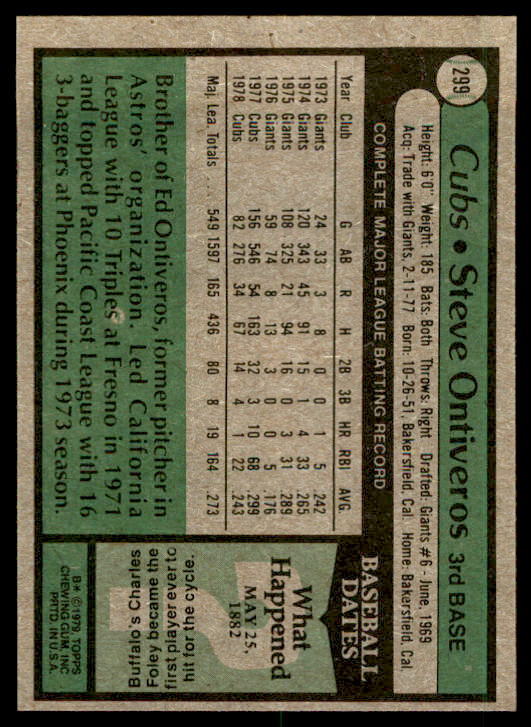 299
Cubs • Steve Ontiveros 3rd BASE
Height: 6'0" Weight: 185 Bats: Both Throws: Right Drafted: Giants #6 - June, 1969
Acq: Trade with Giants, 2-11-77 Born: 10-26-51, Bakersfield, Cal. Home: Bakersfield, Cal.
COMPLETE MAJOR LEAGUE BATTING RECORD
Year Club G AB R H 2B 3B HR RBI AVG.
1973 Giants 24 33 3 8 0 0 1 5 .242
1974 Giants 120 343 45 91 15 1 4 33 .265
1975 Giants 108 325 21 94 16 0 3 31 .289
1976 Giants 59 74 8 13 3 0 0 5 .176
1977 Cubs 156 546 54 163 32 3 10 68 .299
1978 Cubs 82 276 34 67 14 4 1 22 .243
Maj. Lea. Totals ...... 549 1597 165 436 80 8 19 164 .273
BASEBALL
DATES
What
Happened
MAY 25,
1882
Buffalo's Charles
Foley became the
first player ever to
hit for the cycle.
Brother of Ed Ontiveros, former pitcher in
Astros' organization. Led California
League with 10 Triples at Fresno in 1971
and topped Pacific Coast League with 16
3-baggers at Phoenix during 1973 season.
B* © 1979, TOPPS
CHEWING GUM, INC
PRTD. IN U.S.A.